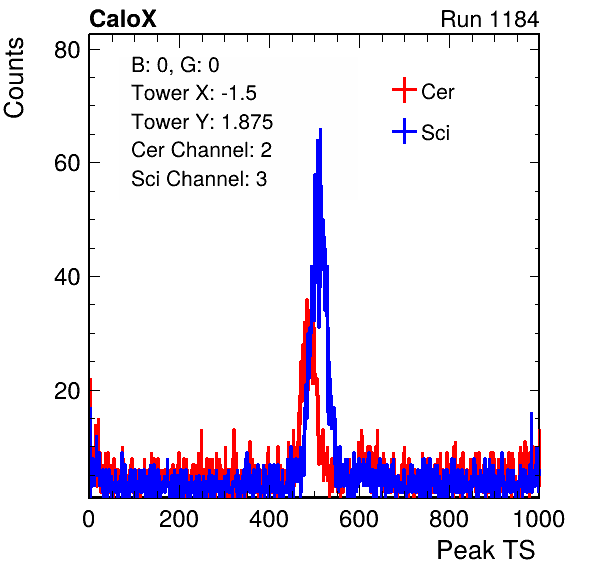 CaloX Run 1184
Counts
80
60
40
20
B: 0, G: 0
Tower X: -1.5
Tower Y: 1.875
Cer Channel: 2
Sci Channel: 3
Cer
Sci
0 200 400 600 800 1000
Peak TS